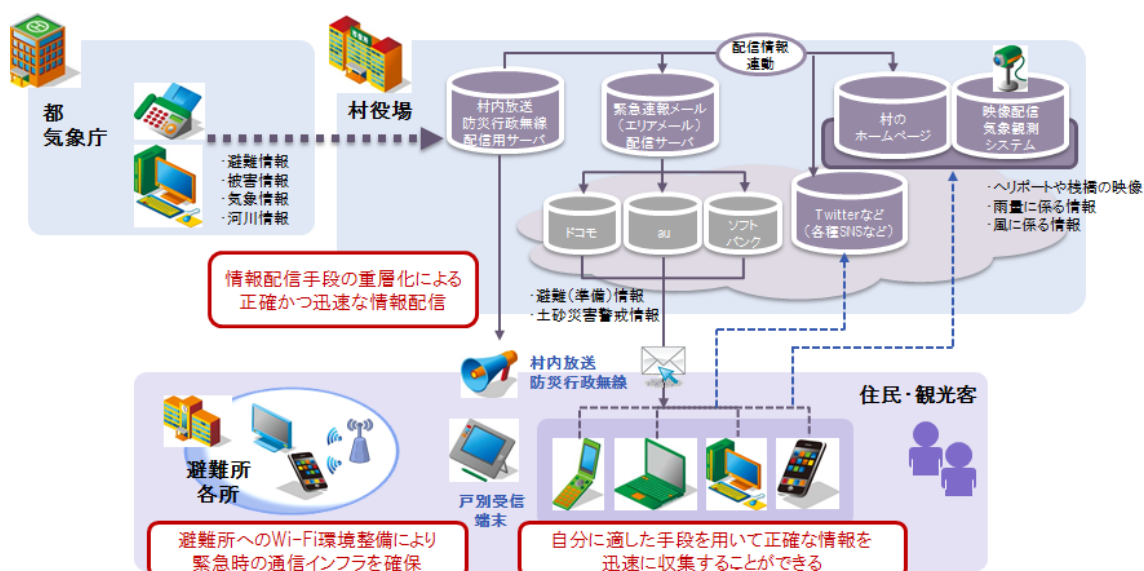 都
気象庁
・避難情報
・被害情報
・気象情報
・河川情報
村役場
配信情報
連動
村内放送
防災行政無線
配信用サーバ
緊急速報メール
（エリアメール）
配信サーバ
村の
ホームページ
映像配信
気象観測
システム
ドコモ
au
ソフト
バンク
Twitterなど
（各種SNSなど）
・ヘリポートや桟橋の映像
・雨量に係る情報
・風に係る情報
情報配信手段の重層化による
正確かつ迅速な情報配信
・避難（準備）情報
・土砂災害警戒情報
村内放送
防災行政無線
住民・観光客
避難所
各所
戸別受信
端末
避難所へのWi-Fi環境整備により
緊急時の通信インフラを確保
自分に適した手段を用いて正確な情報を
迅速に収集することができる